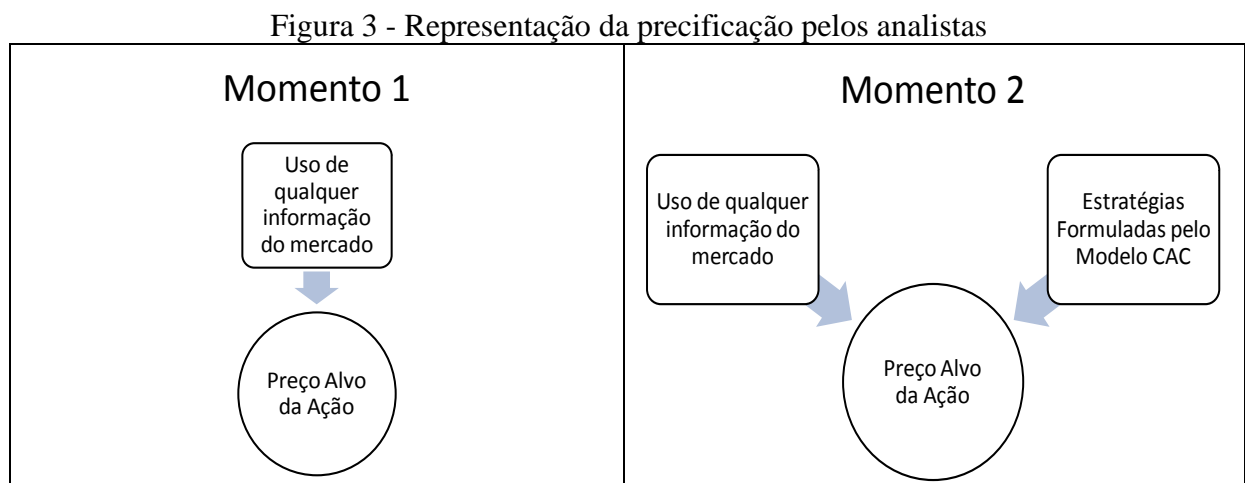 Figura 3 - Representação da precificação pelos analistas
Momento 1
Uso de
qualquer
informação
do mercado
Preço Alvo
da Ação
Momento 2
Uso de qualquer
informação do
mercado
Estratégias
Formuladas pelo
Modelo CAC
Preço Alvo
da Ação